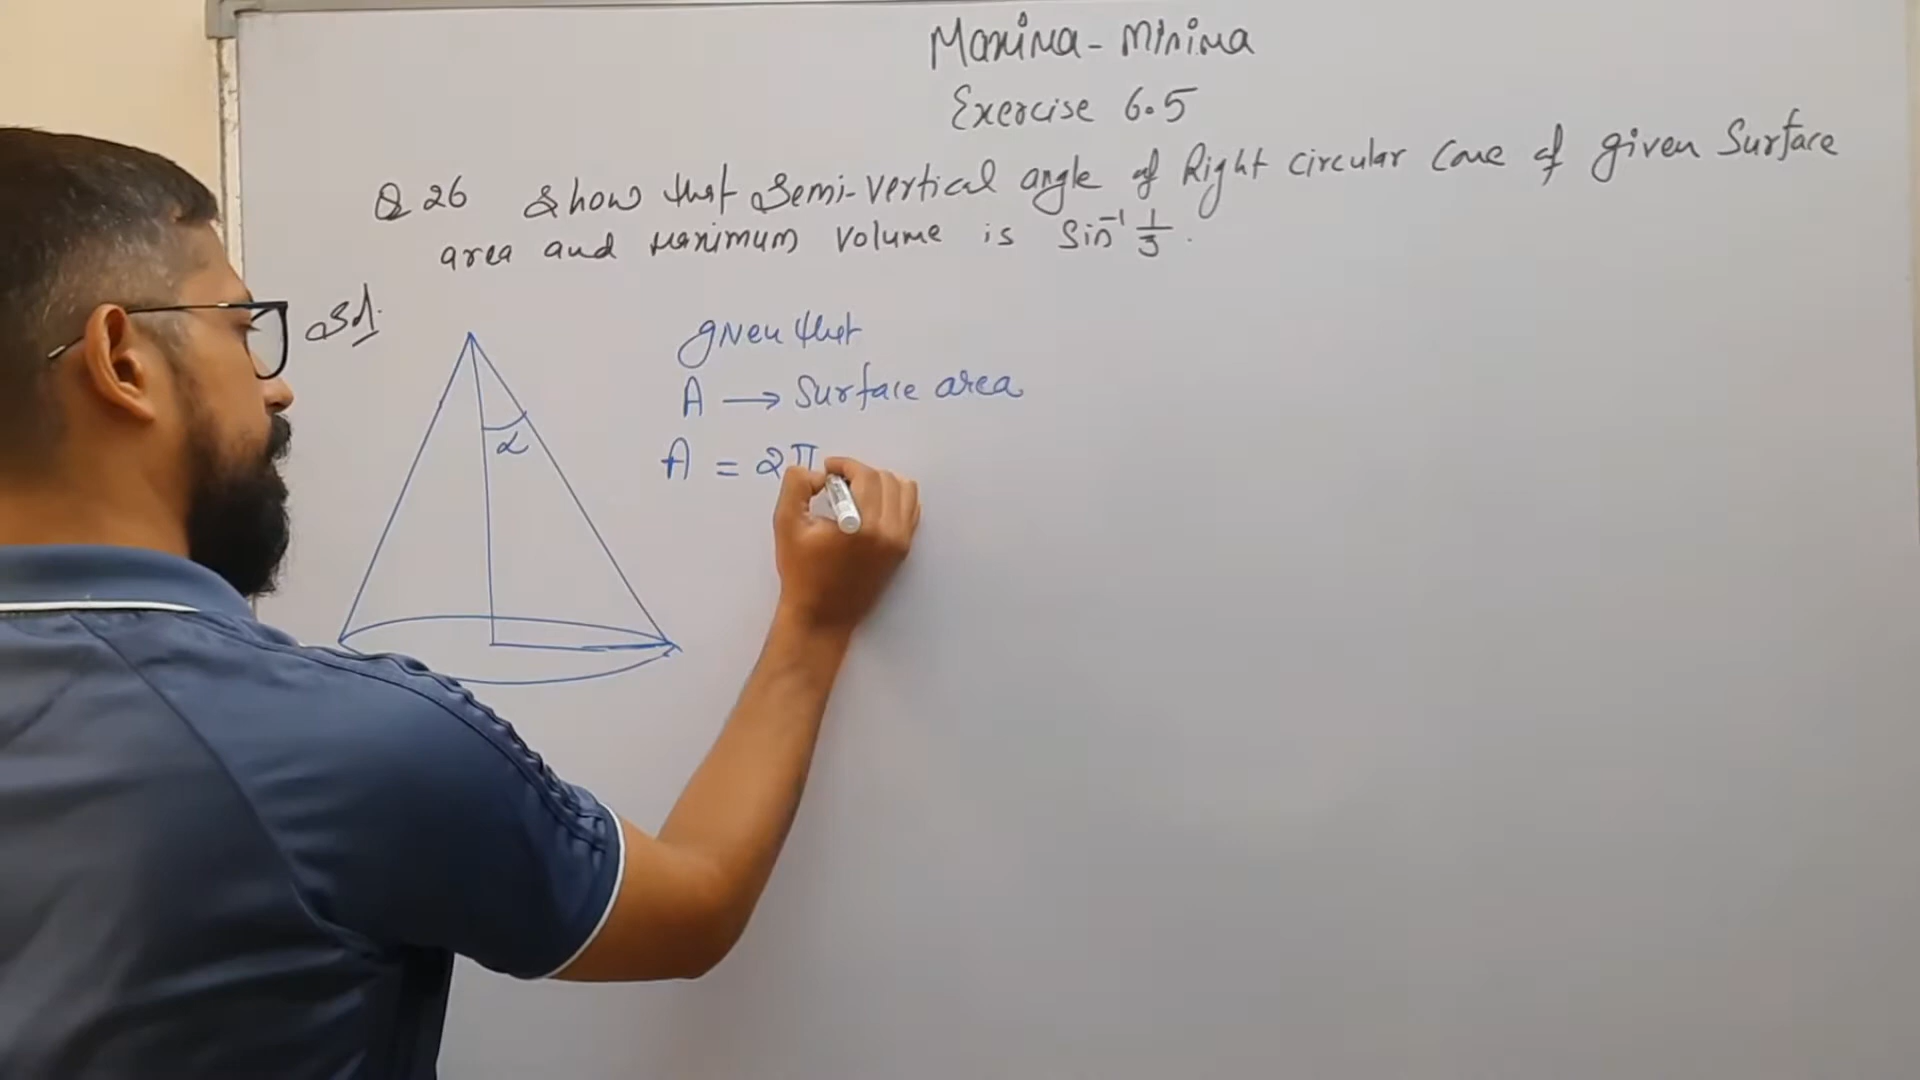 Maxima - Minima
Exercise 6.5
Q 26 Show that Semi-Vertical angle of Right circular Cone of given Surface
area and Maximum Volume is Sin⁻¹ 1/3.
Sol.
given that
A → Surface area
α
A = 2π